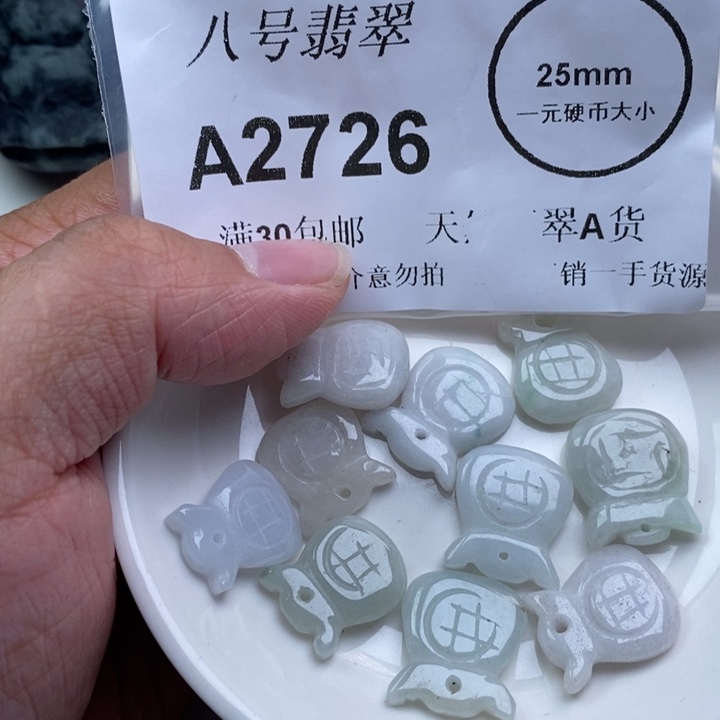 八号翡翠
25mm
一元硬币大小
A2726
满30包邮 天 翠A货
介意勿拍 销一手货源